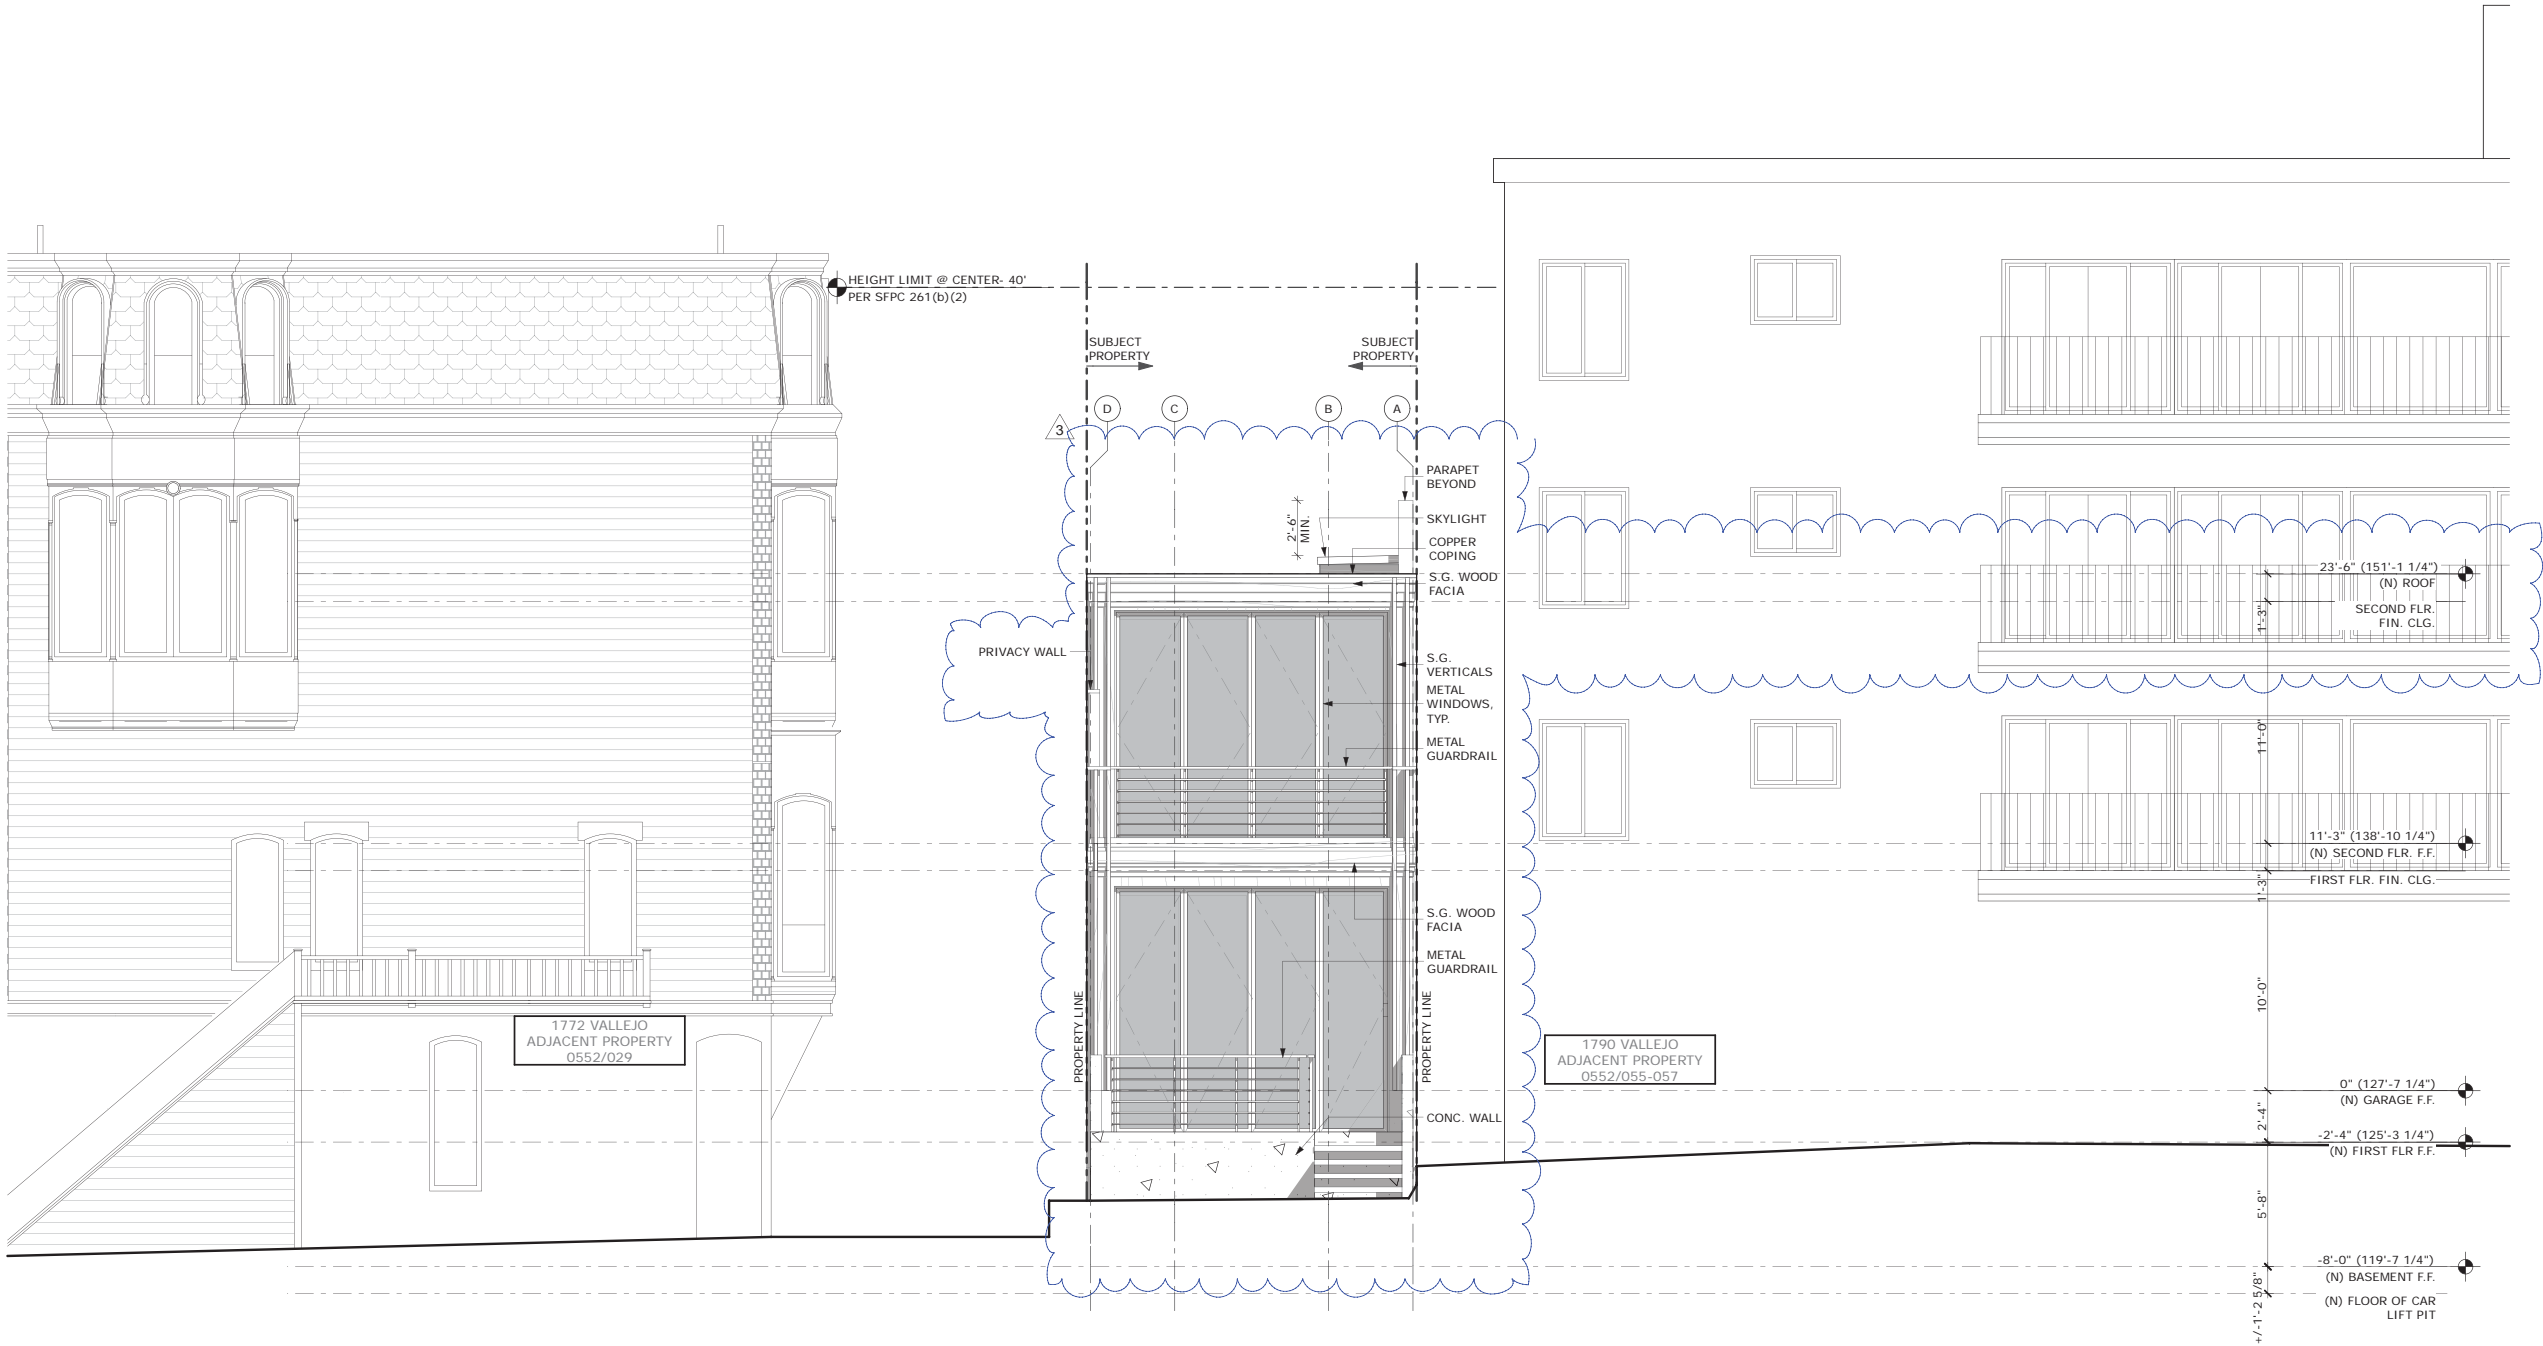 HEIGHT LIMIT @ CENTER- 40'
PER SFPC 261(b)(2)
SUBJECT
PROPERTY
SUBJECT
PROPERTY
3
D
C
B
A
PARAPET
BEYOND
2'-6"
MIN.
SKYLIGHT
COPPER
COPING
S.G. WOOD
FACIA
PRIVACY WALL
S.G.
VERTICALS
METAL
WINDOWS,
TYP.
METAL
GUARDRAIL
S.G. WOOD
FACIA
METAL
GUARDRAIL
PROPERTY LINE
PROPERTY LINE
CONC. WALL
1772 VALLEJO
ADJACENT PROPERTY
0552/029
1790 VALLEJO
ADJACENT PROPERTY
0552/055-057
23'-6" (151'-1 1/4")
(N) ROOF
1'-3"
SECOND FLR.
FIN. CLG.
11'-0"
11'-3" (138'-10 1/4")
(N) SECOND FLR. F.F.
1'-3"
FIRST FLR. FIN. CLG.
10'-0"
0" (127'-7 1/4")
(N) GARAGE F.F.
2'-4"
-2'-4" (125'-3 1/4")
(N) FIRST FLR F.F.
5'-8"
-8'-0" (119'-7 1/4")
(N) BASEMENT F.F.
+/-1'-2 5/8"
(N) FLOOR OF CAR
LIFT PIT